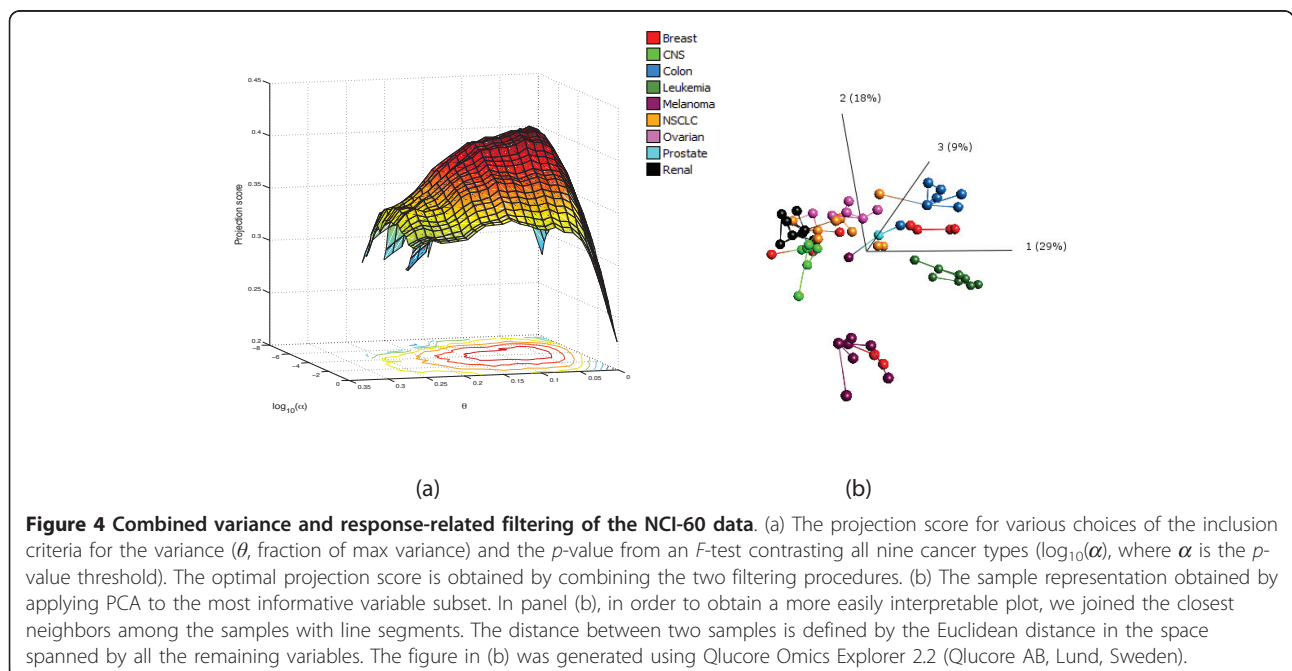 Breast
CNS
Colon
Leukemia
Melanoma
NSCLC
Ovarian
Prostate
Renal
0.45
0.4
0.35
0.3
0.25
0.2
Projection score
-8
-6
-4
-2
0
log10(α)
0.35
0.3
0.25
0.2
0.15
0.1
0.05
0
θ
2 (18%)
3 (9%)
1 (29%)
(a)
(b)
Figure 4 Combined variance and response-related filtering of the NCI-60 data. (a) The projection score for various choices of the inclusion
criteria for the variance (θ, fraction of max variance) and the p-value from an F-test contrasting all nine cancer types (log10(α), where α is the p-
value threshold). The optimal projection score is obtained by combining the two filtering procedures. (b) The sample representation obtained by
applying PCA to the most informative variable subset. In panel (b), in order to obtain a more easily interpretable plot, we joined the closest
neighbors among the samples with line segments. The distance between two samples is defined by the Euclidean distance in the space
spanned by all the remaining variables. The figure in (b) was generated using Qlucore Omics Explorer 2.2 (Qlucore AB, Lund, Sweden).